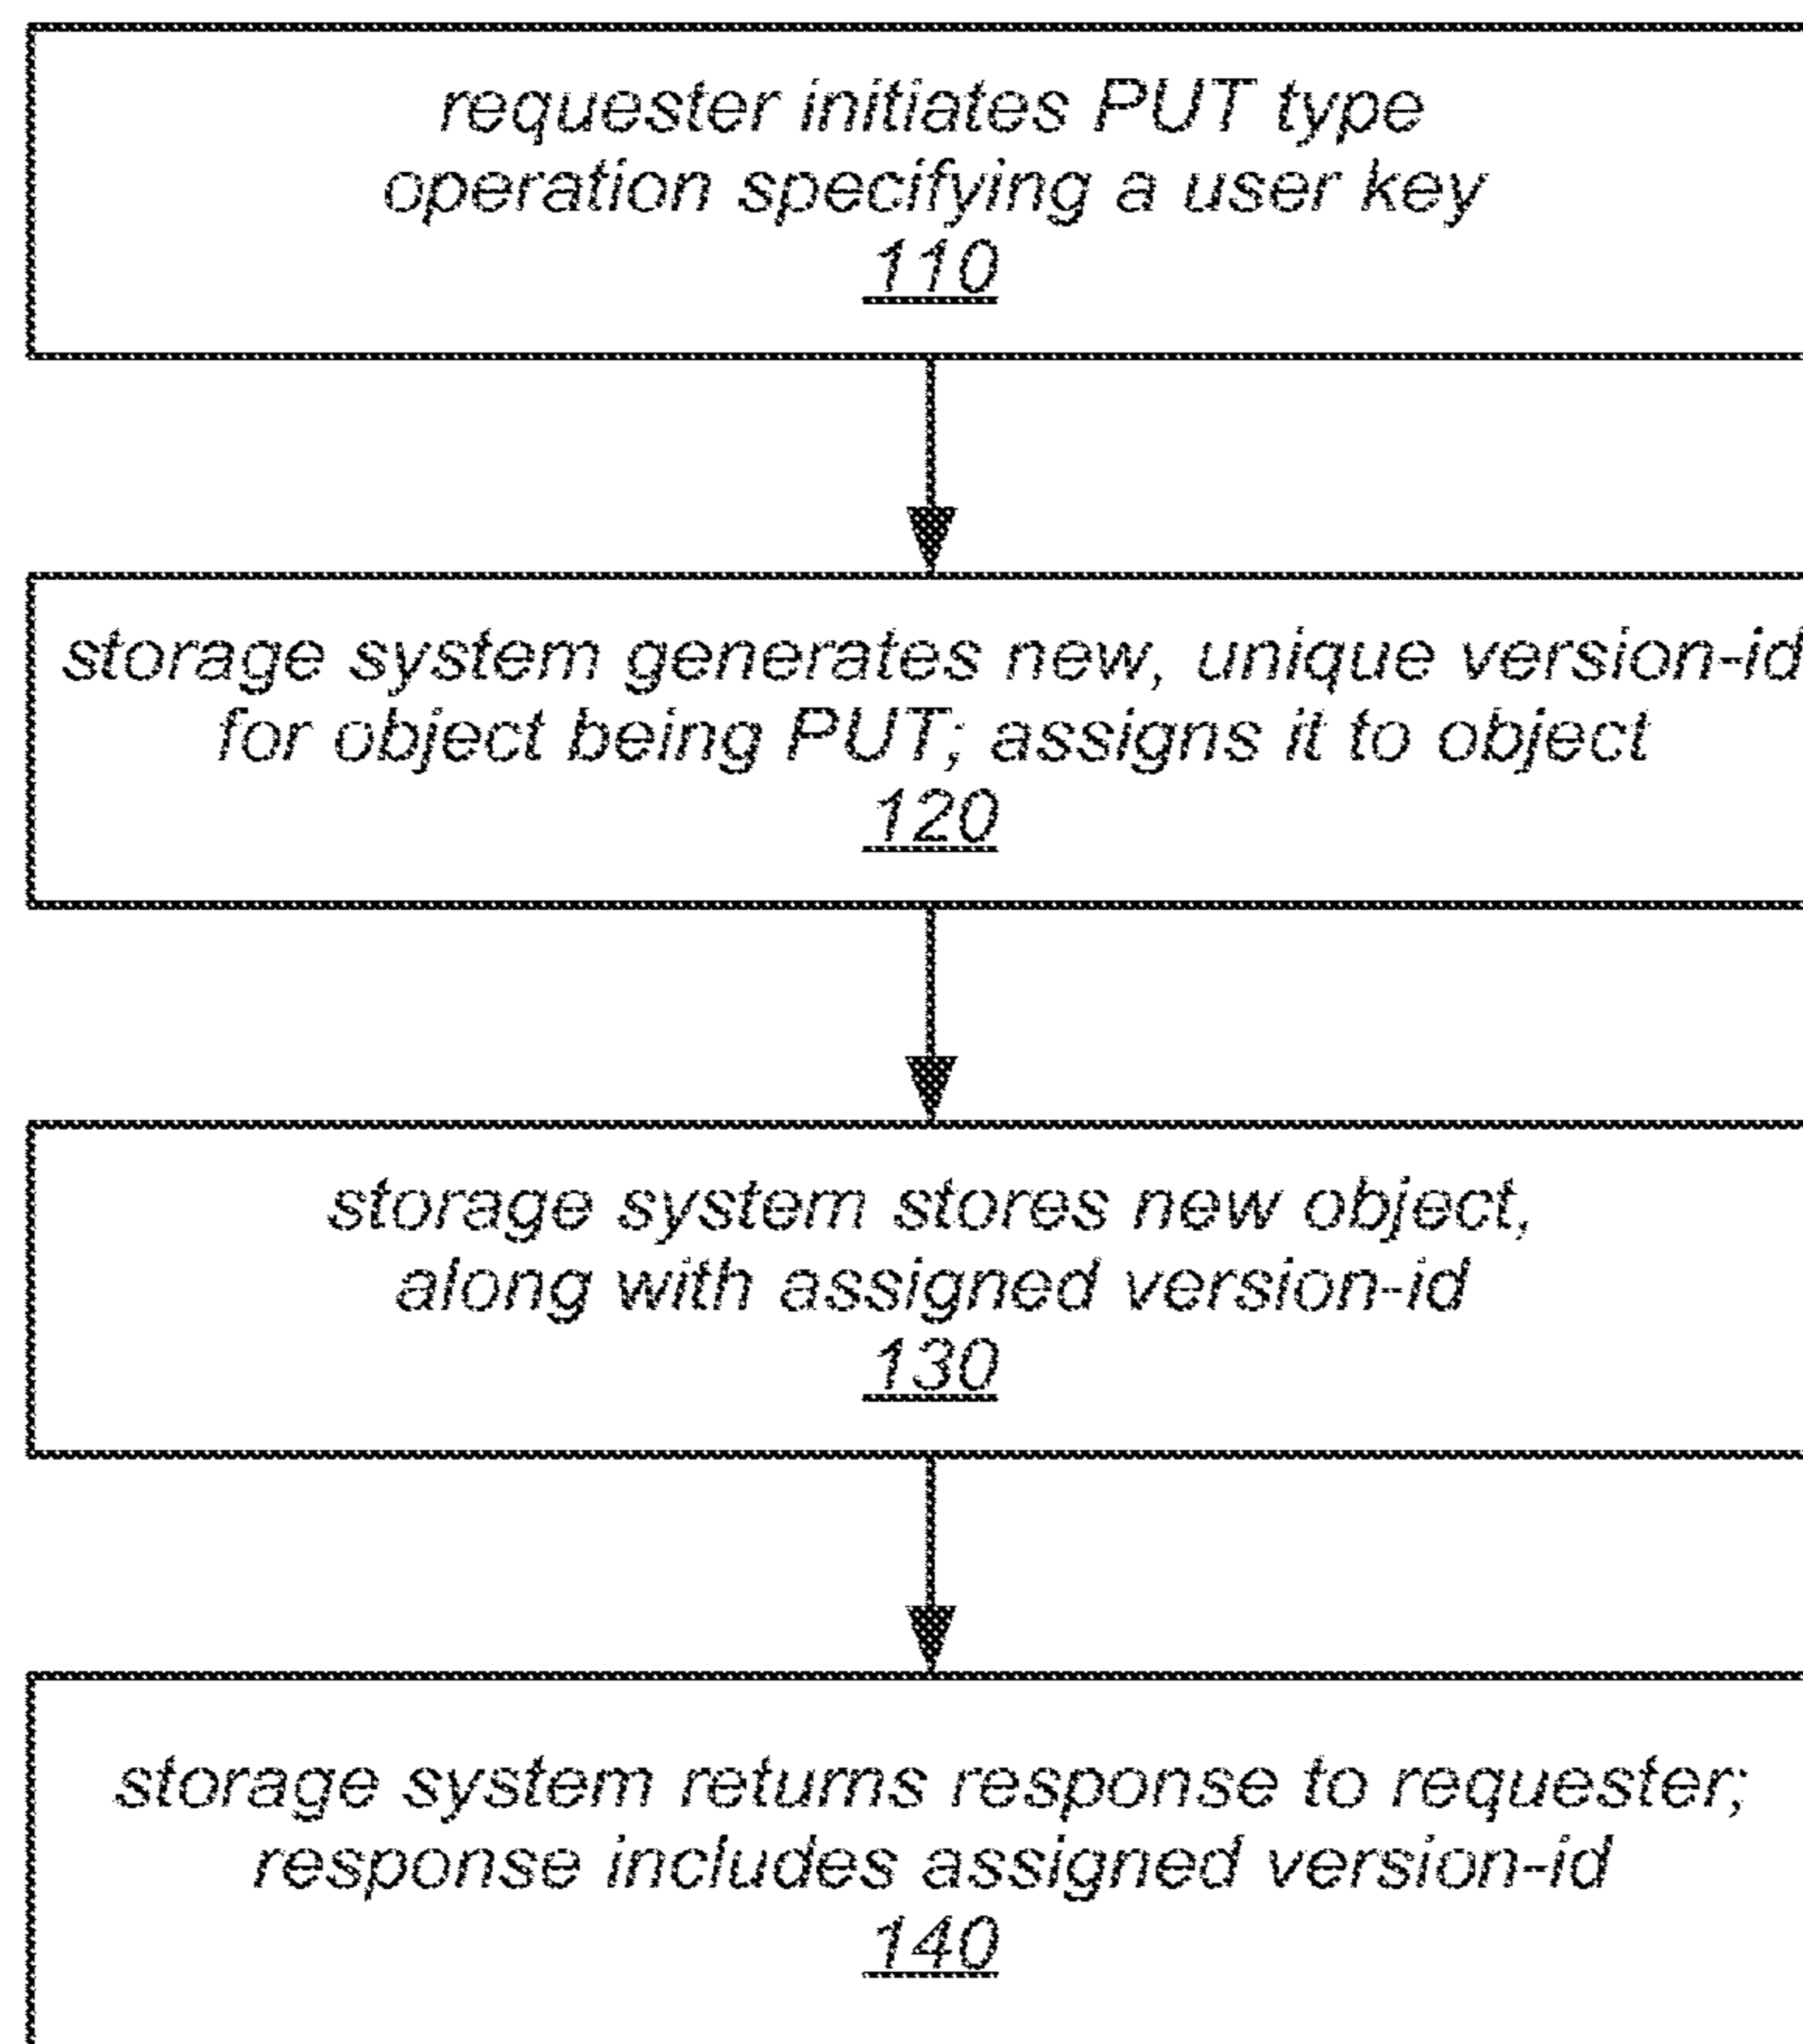 requester initiates PUT type
operation specifying a user key
110
storage system generates new, unique version-id
for object being PUT; assigns it to object
120
storage system stores new object,
along with assigned version-id
130
storage system returns response to requester;
response includes assigned version-id
140